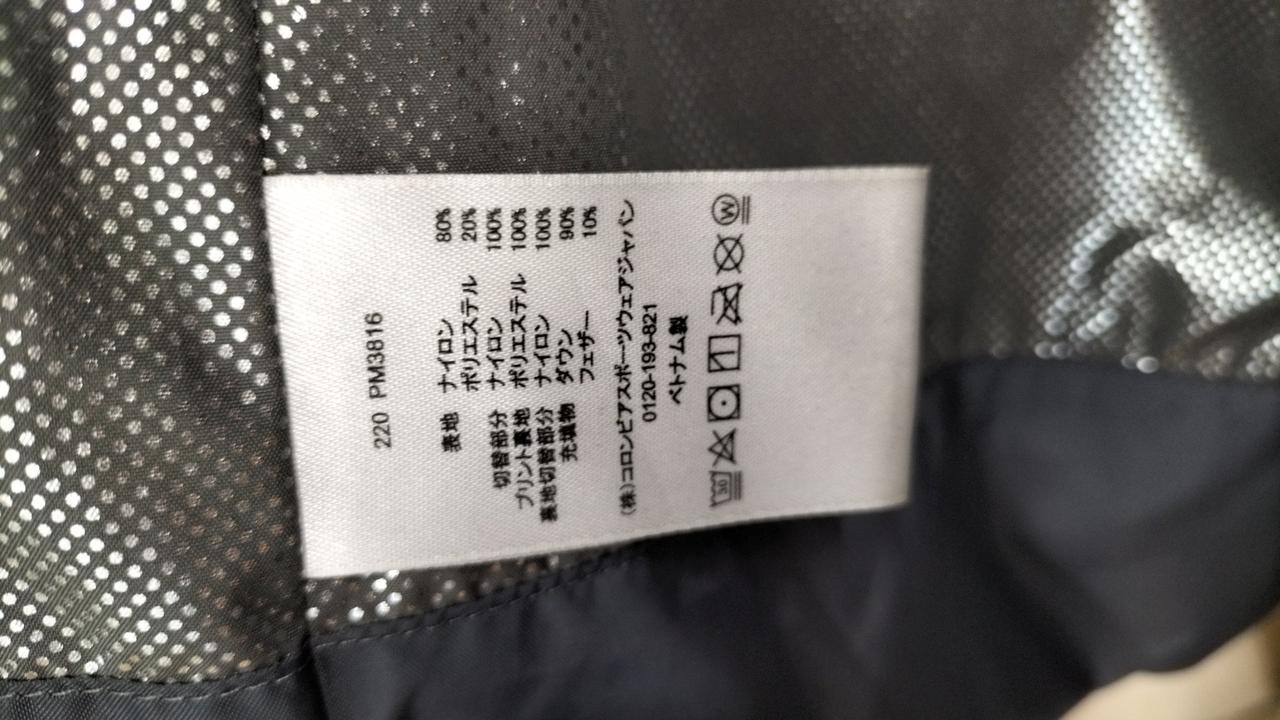 220 PM3816
表地 ナイロン 80%
ポリエステル 20%
切替部分 ナイロン 100%
プリント裏地 ポリエステル 100%
裏地切替部分 ナイロン 100%
充填物 ダウン 90%
フェザー 10%
(株)コロンビアスポーツウェアジャパン
0120-193-821
ベトナム製
30 W